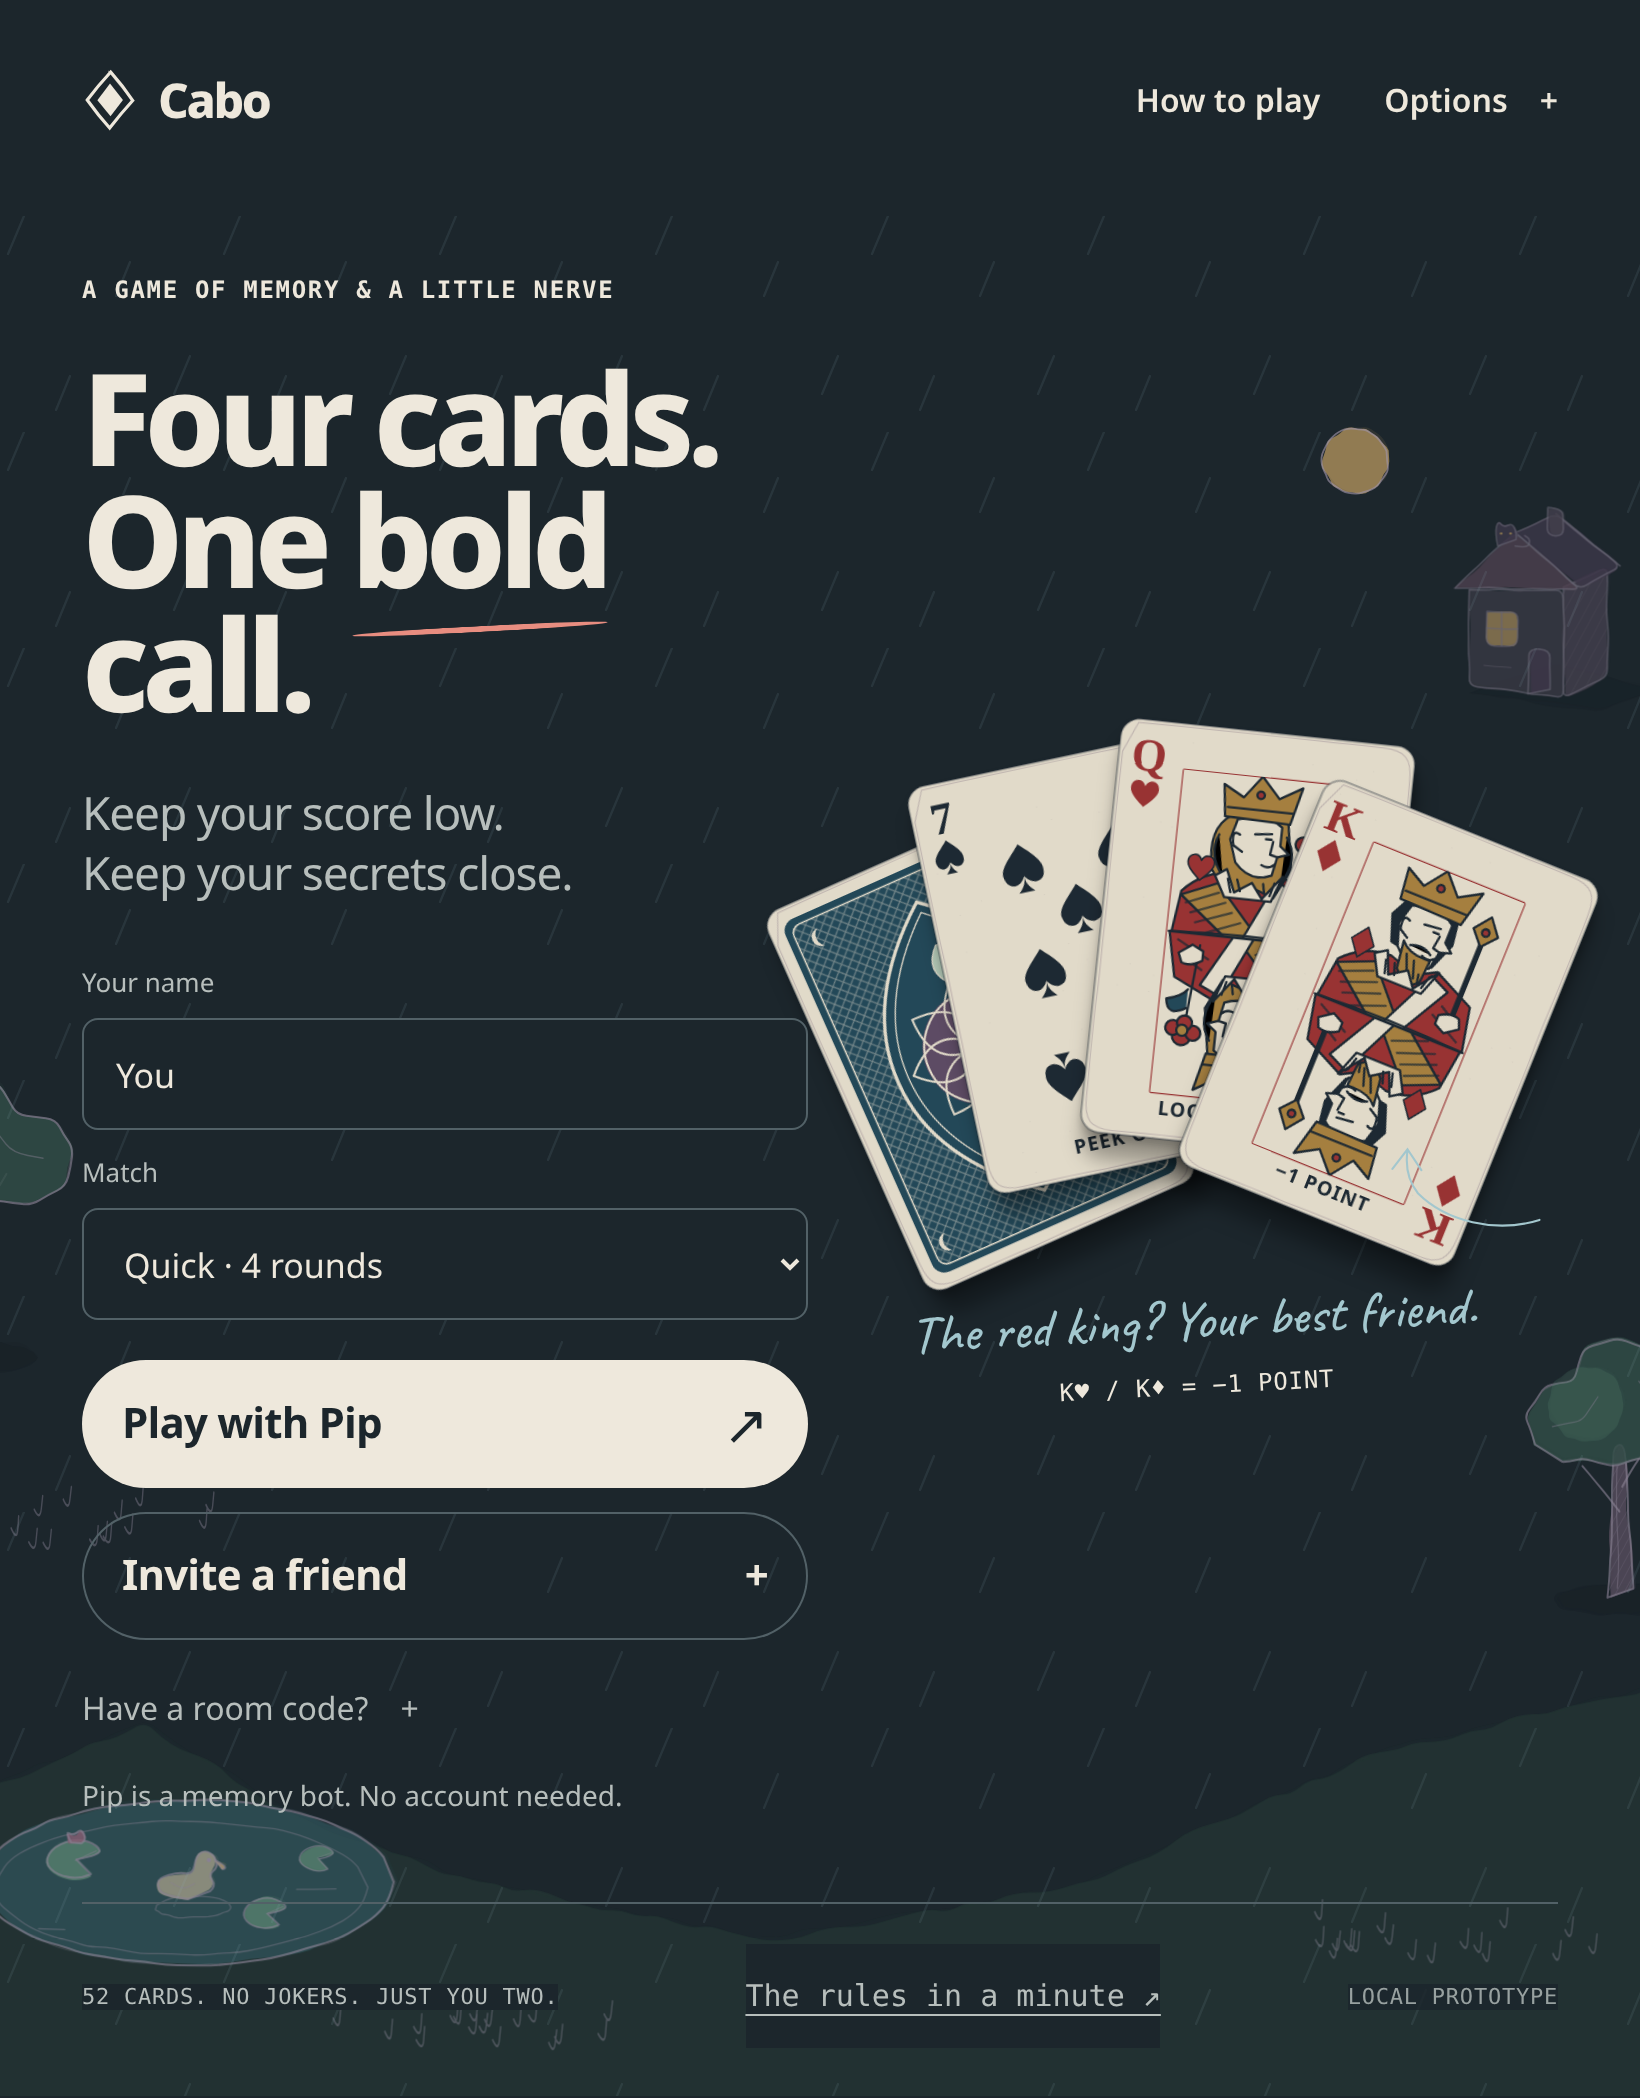 Cabo
How to play
Options +
A GAME OF MEMORY & A LITTLE NERVE
Four cards.
One bold
call.
Keep your score low.
Keep your secrets close.
Your name
You
Match
Quick · 4 rounds
Play with Pip ↗
Invite a friend +
Have a room code? +
Pip is a memory bot. No account needed.
7
PEEK
Q
K
−1 POINT
K
The red king? Your best friend.
K♥ / K♦ = −1 POINT
52 CARDS. NO JOKERS. JUST YOU TWO.
The rules in a minute ↗
LOCAL PROTOTYPE